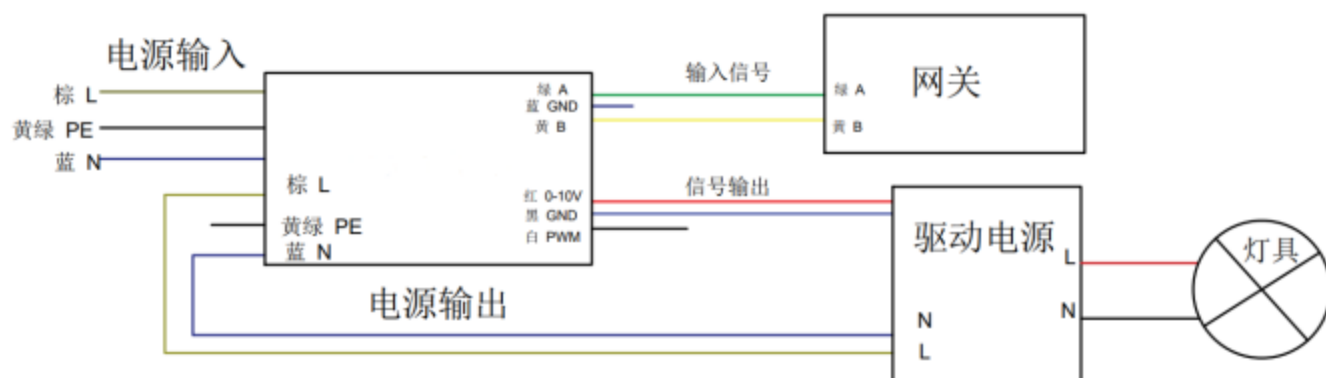 电源输入
棕 L
黄绿 PE
蓝 N
棕 L
黄绿 PE
蓝 N
电源输出
绿 A
蓝 GND
黄 B
红 0-10V
黑 GND
白 PWM
输入信号
信号输出
网关
绿 A
黄 B
驱动电源
L
N
N
L
灯具